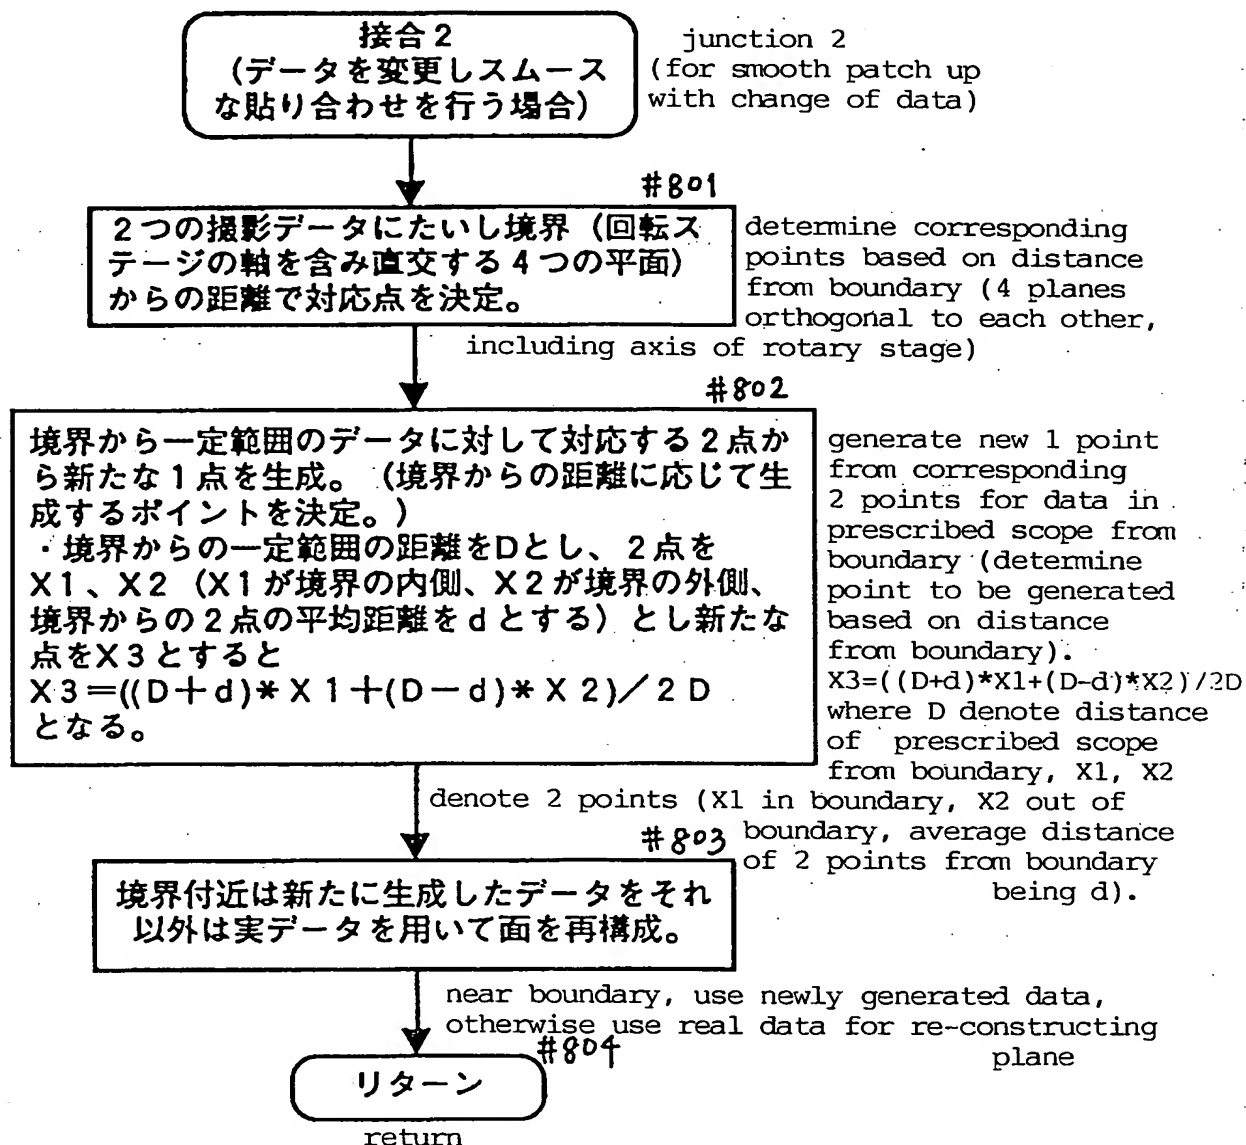 接合2
(データを変更しスムース
な貼り合わせを行う場合)
junction 2
(for smooth patch up
with change of data)
#801
2つの撮影データにたいし境界(回転ス
テージの軸を含み直交する4つの平面)
からの距離で対応点を決定。
determine corresponding
points based on distance
from boundary (4 planes
orthogonal to each other,
including axis of rotary stage)
#802
境界から一定範囲のデータに対して対応する2点か
ら新たな1点を生成。(境界からの距離に応じて生
成するポイントを決定。)
・境界からの一定範囲の距離をDとし、2点を
X1、X2(X1が境界の内側、X2が境界の外側、
境界からの2点の平均距離をdとする)とし新たな
点をX3とすると
X3=((D+d)*X1+(D-d)*X2)/2D
となる。
generate new 1 point
from corresponding
2 points for data in
prescribed scope from
boundary (determine
point to be generated
based on distance
from boundary).
X3=((D+d)*X1+(D-d)*X2)/2D
where D denote distance
of prescribed scope
from boundary, X1, X2
denote 2 points (X1 in boundary, X2 out of
boundary, average distance
of 2 points from boundary
being d).
#803
境界付近は新たに生成したデータをそれ
以外は実データを用いて面を再構成。
near boundary, use newly generated data,
otherwise use real data for re-constructing
plane
#804
リターン
return